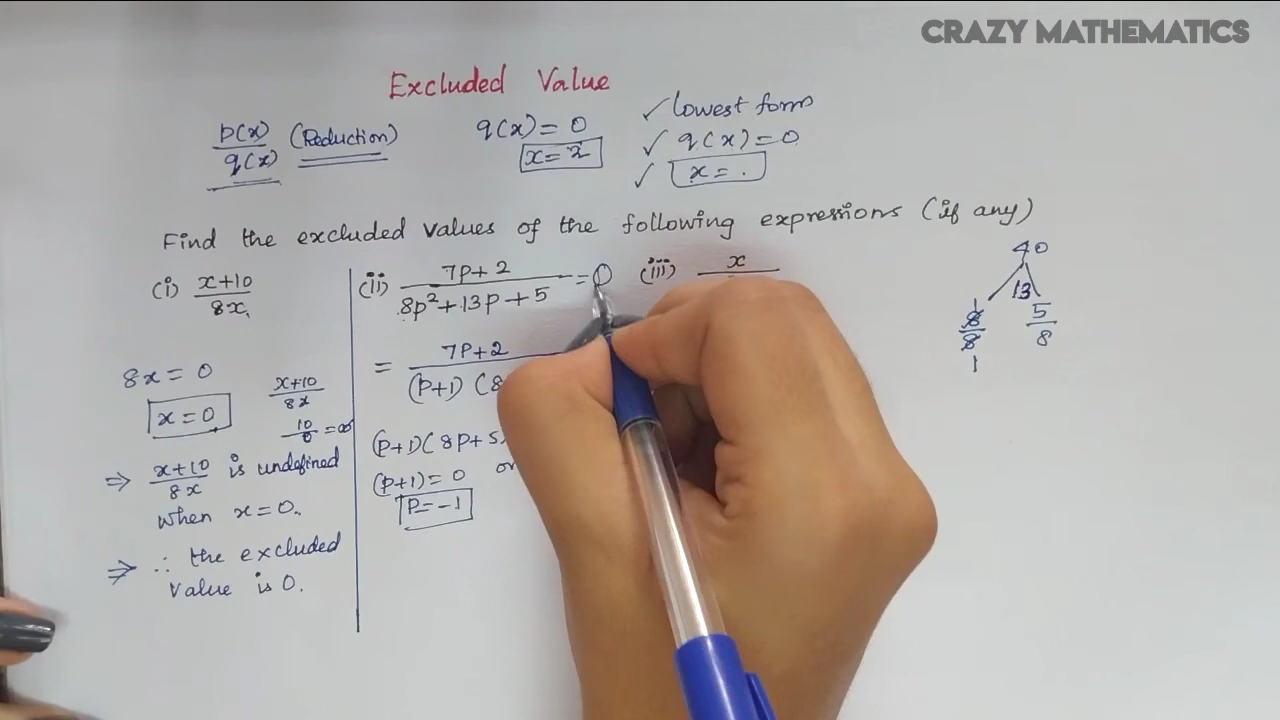 CRAZY MATHEMATICS
Excluded Value
p(x)/q(x) (Reduction)
q(x) = 0
x = 2
✓ lowest form
✓ q(x) = 0
✓ x = .
Find the excluded values of the following expressions (if any)
(i) x+10/8x
8x = 0
x = 0
x+10/8x
10/0 = ∞
⇒ x+10/8x is undefined
when x = 0.
⇒ ∴ the excluded
value is 0.
(ii) 7p+2/8p²+13p+5 = 0
= 7p+2/(p+1)(8
(p+1)(8p+5)
(p+1) = 0 or
p = -1
(iii) x
40
13
8/8 5/8
1 1